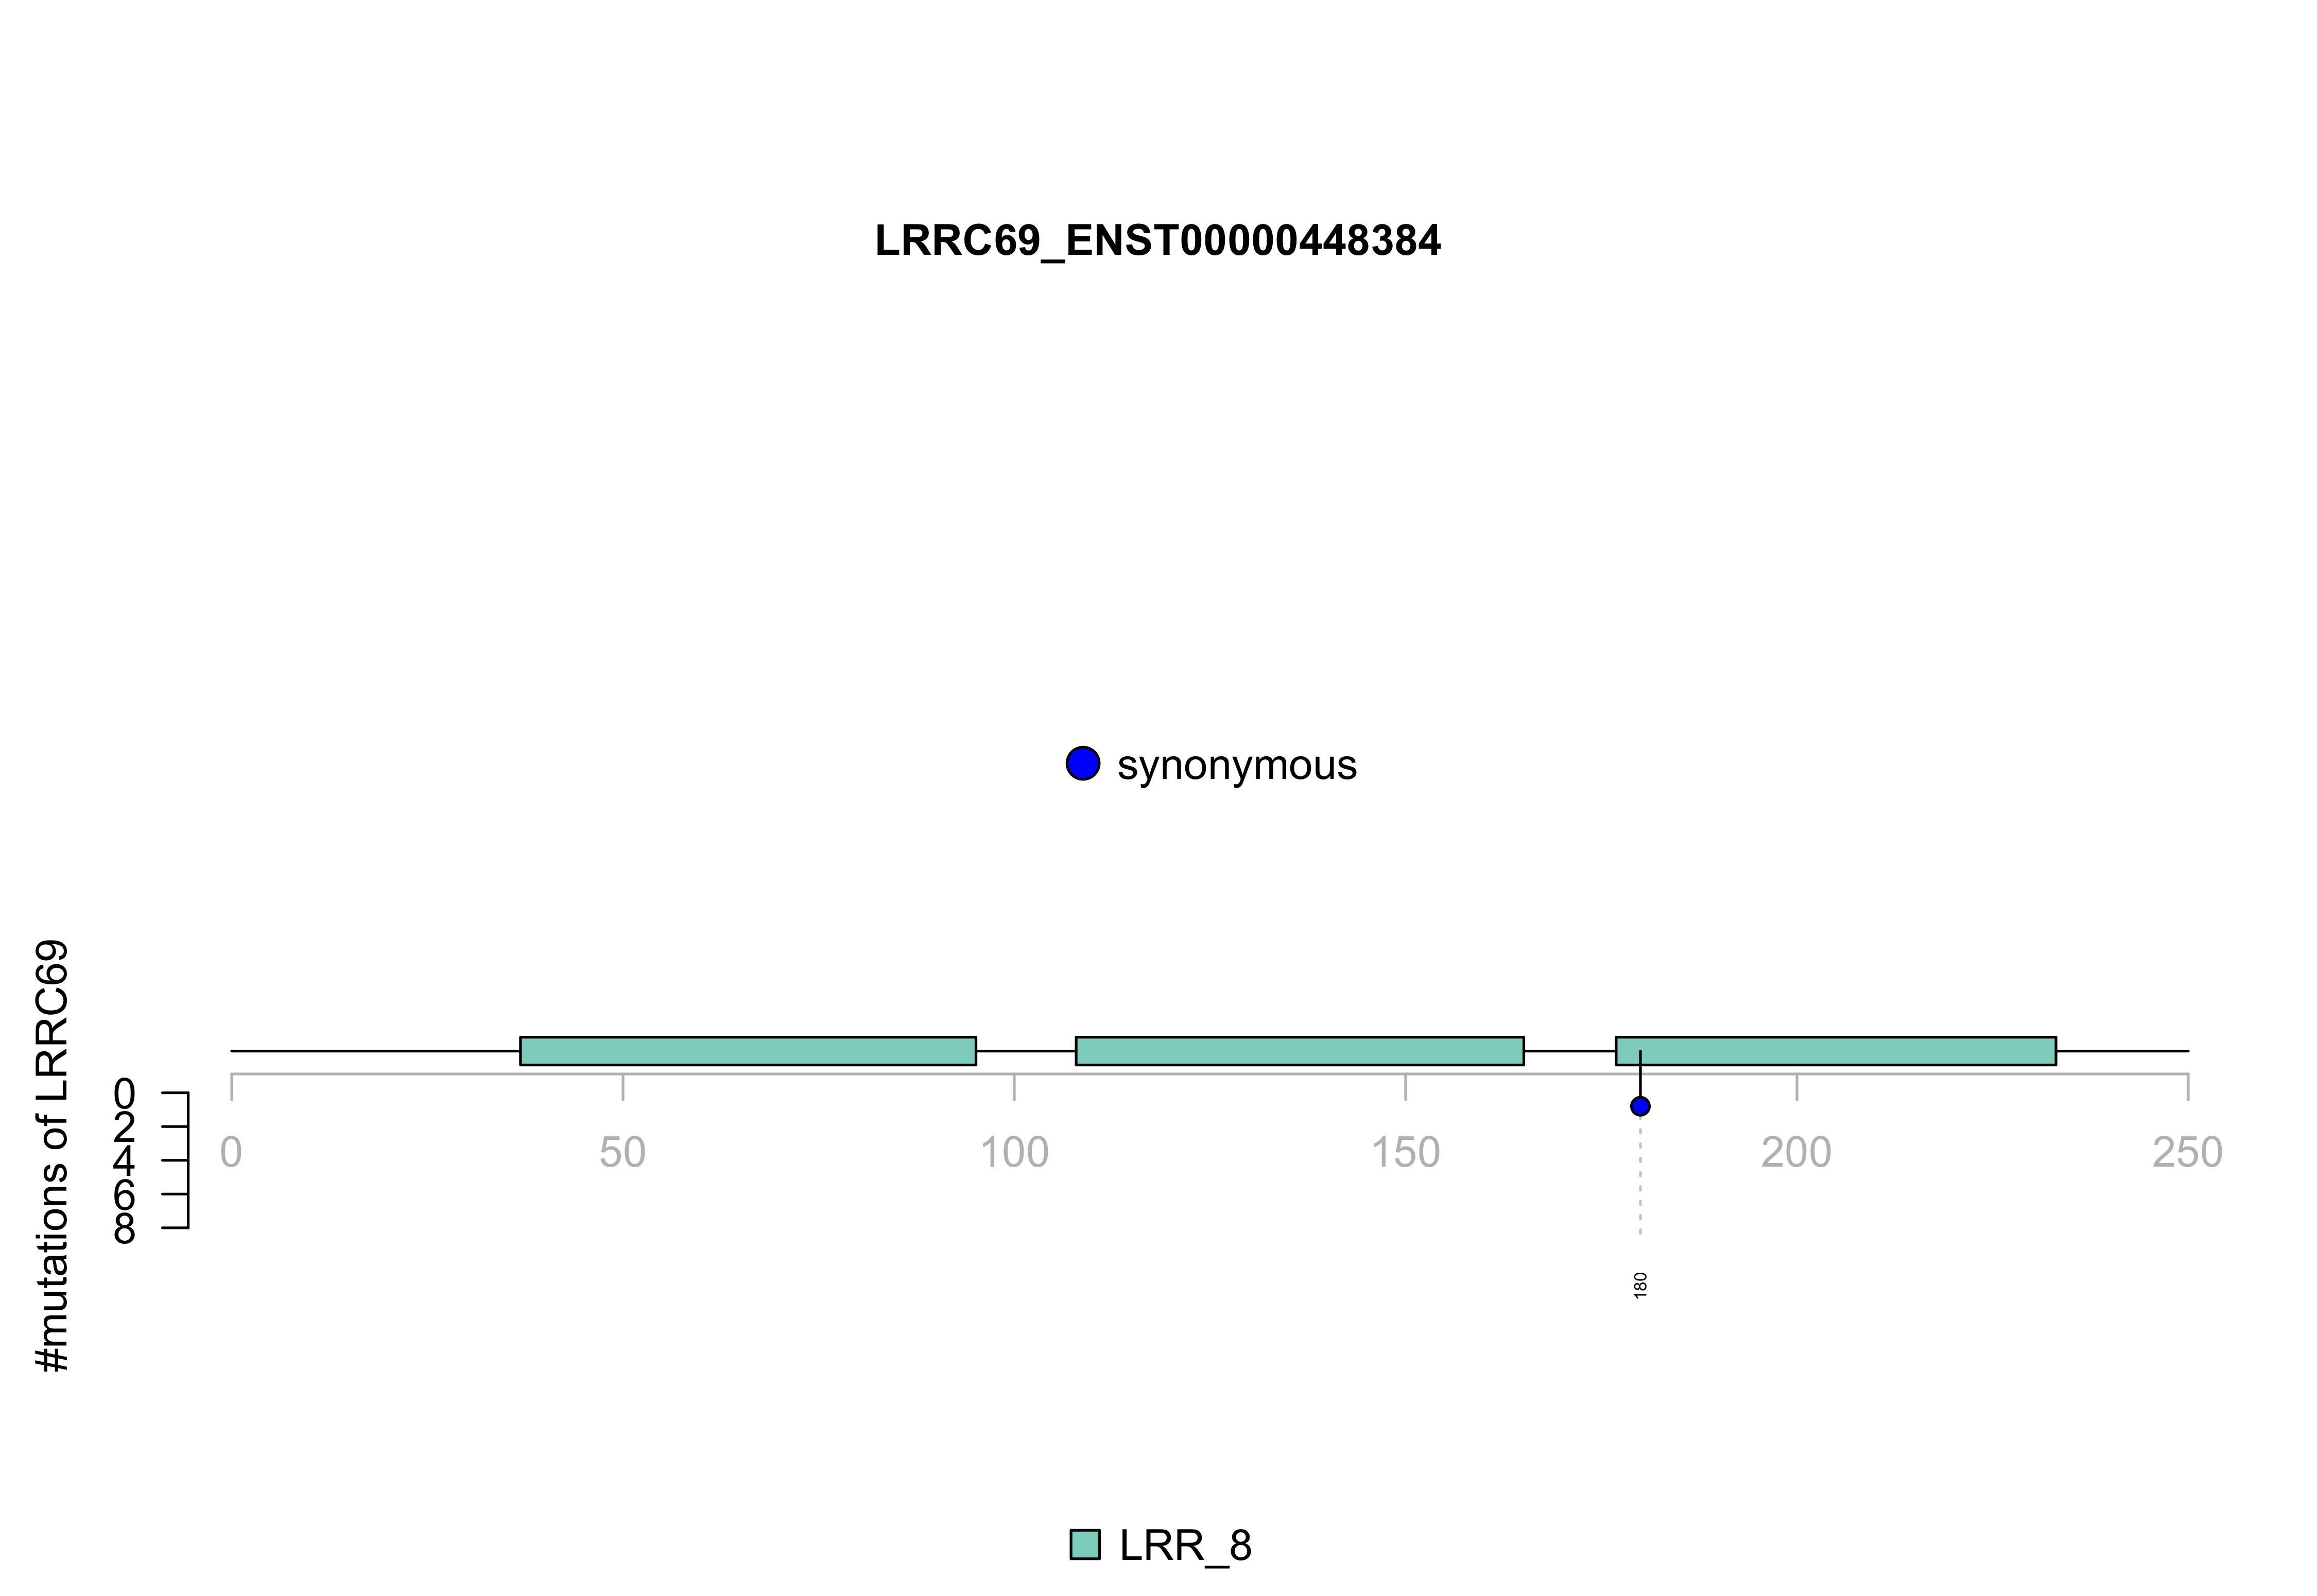 LRRC69_ENST00000448384
synonymous
#mutations of LRRC69
0
2
4
6
8
0 50 100 150 200 250
180
LRR_8